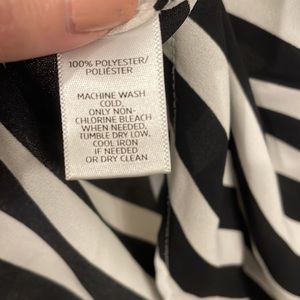 100% POLYESTER/
POLIÉSTER
MACHINE WASH
COLD,
ONLY NON-
CHLORINE BLEACH
WHEN NEEDED,
TUMBLE DRY LOW,
COOL IRON
IF NEEDED
OR DRY CLEAN